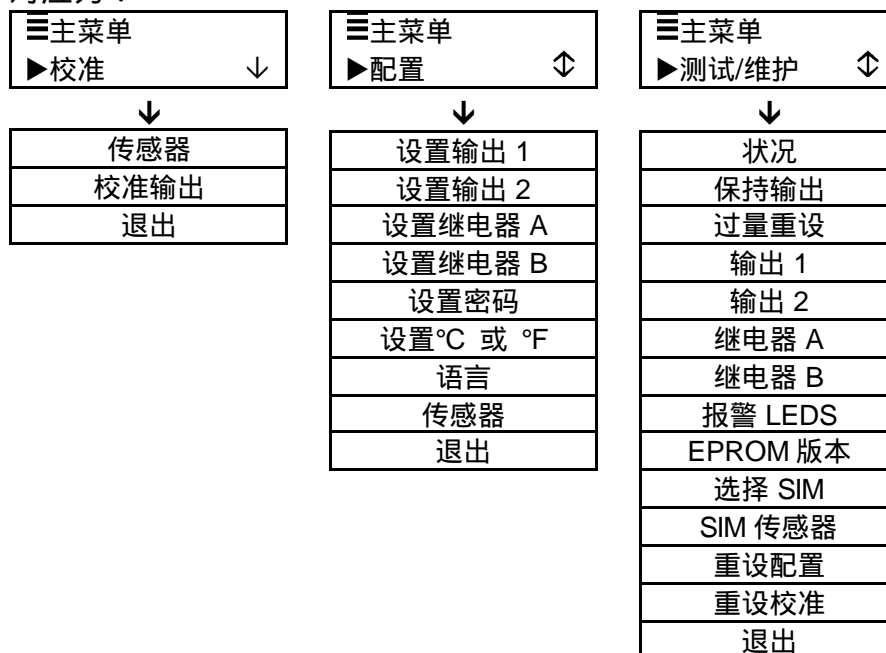 对应为：
主菜单
▶校准 ↓
↓
传感器
校准输出
退出
主菜单
▶配置 ↕
↓
设置输出 1
设置输出 2
设置继电器 A
设置继电器 B
设置密码
设置°C 或 °F
语言
传感器
退出
主菜单
▶测试/维护 ↕
↓
状况
保持输出
过量重设
输出 1
输出 2
继电器 A
继电器 B
报警 LEDS
EPROM 版本
选择 SIM
SIM 传感器
重设配置
重设校准
退出